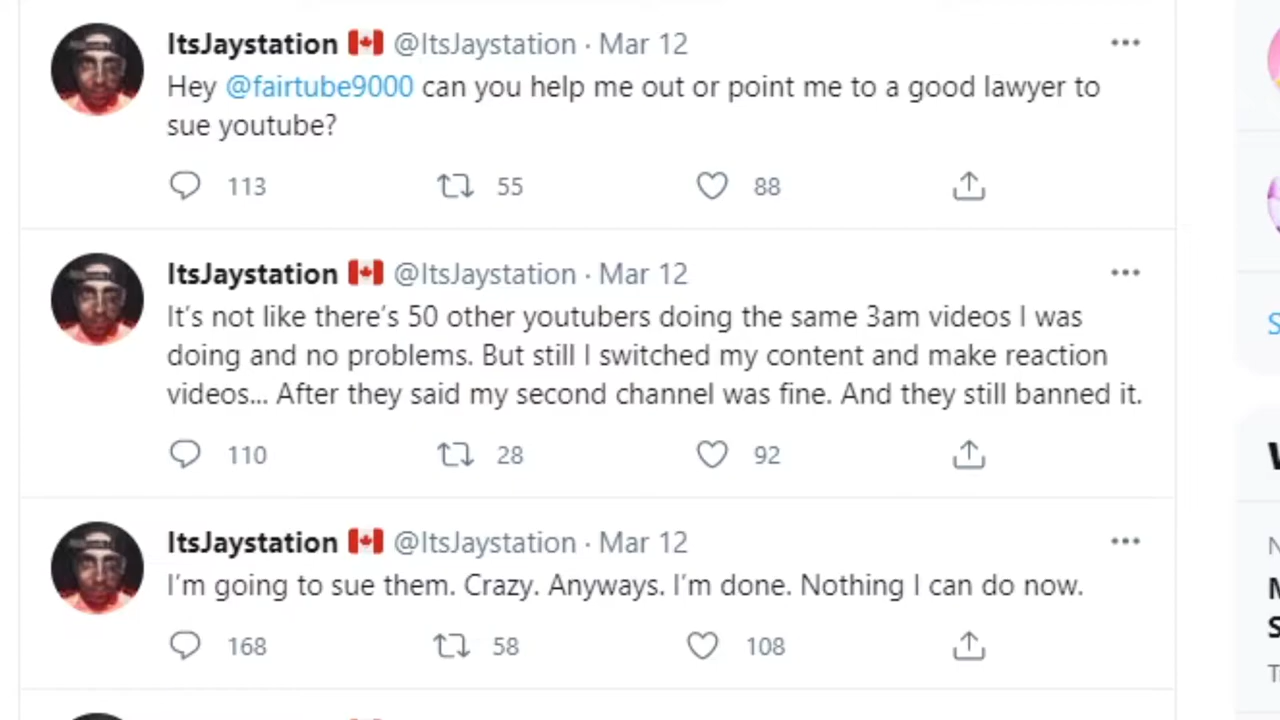 ItsJaystation 🇨🇦 @ItsJaystation · Mar 12
Hey @fairtube9000 can you help me out or point me to a good lawyer to
sue youtube?
113 55 88
ItsJaystation 🇨🇦 @ItsJaystation · Mar 12
It's not like there's 50 other youtubers doing the same 3am videos I was
doing and no problems. But still I switched my content and make reaction
videos... After they said my second channel was fine. And they still banned it.
110 28 92
ItsJaystation 🇨🇦 @ItsJaystation · Mar 12
I'm going to sue them. Crazy. Anyways. I'm done. Nothing I can do now.
168 58 108